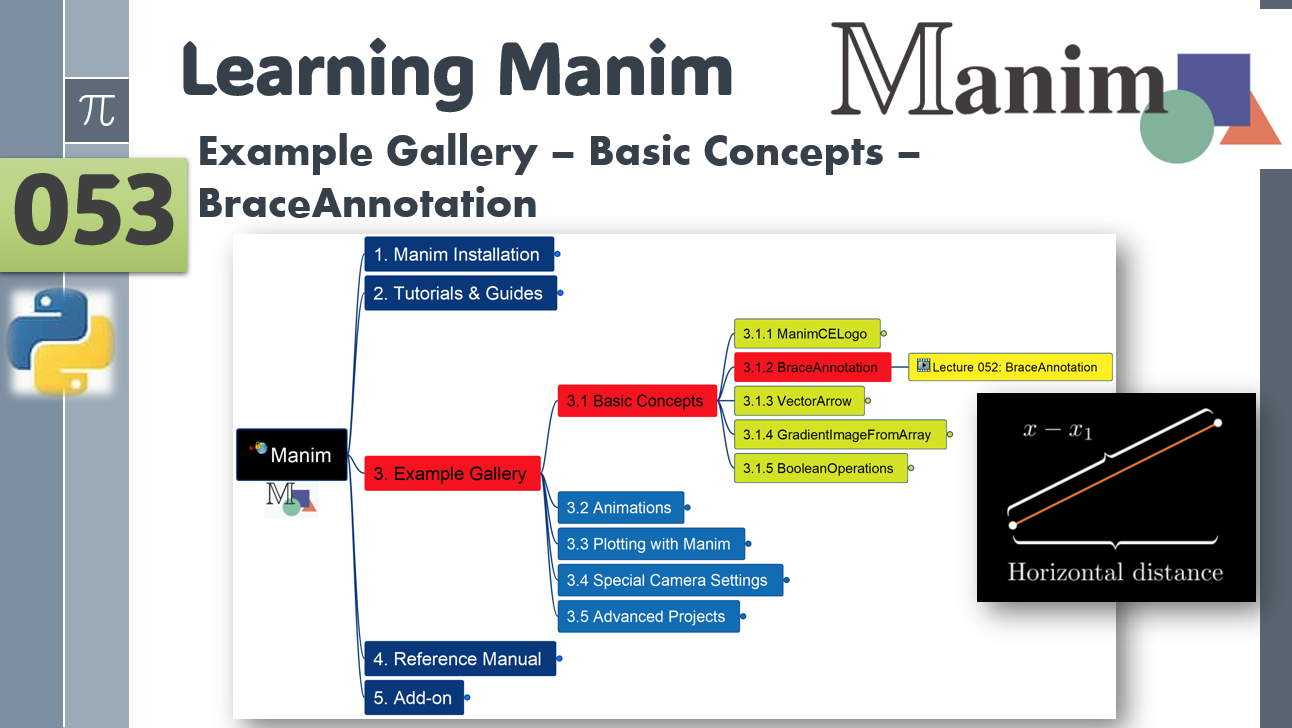 Learning Manim
Manim
π
Example Gallery – Basic Concepts –
BraceAnnotation
053
1. Manim Installation
2. Tutorials & Guides
3.1.1 ManimCELogo
3.1.2 BraceAnnotation
Lecture 052: BraceAnnotation
3.1 Basic Concepts
3.1.3 VectorArrow
3.1.4 GradientImageFromArray
3.1.5 BooleanOperations
Manim
M
3. Example Gallery
3.2 Animations
3.3 Plotting with Manim
3.4 Special Camera Settings
3.5 Advanced Projects
4. Reference Manual
5. Add-on
x − x₁
Horizontal distance